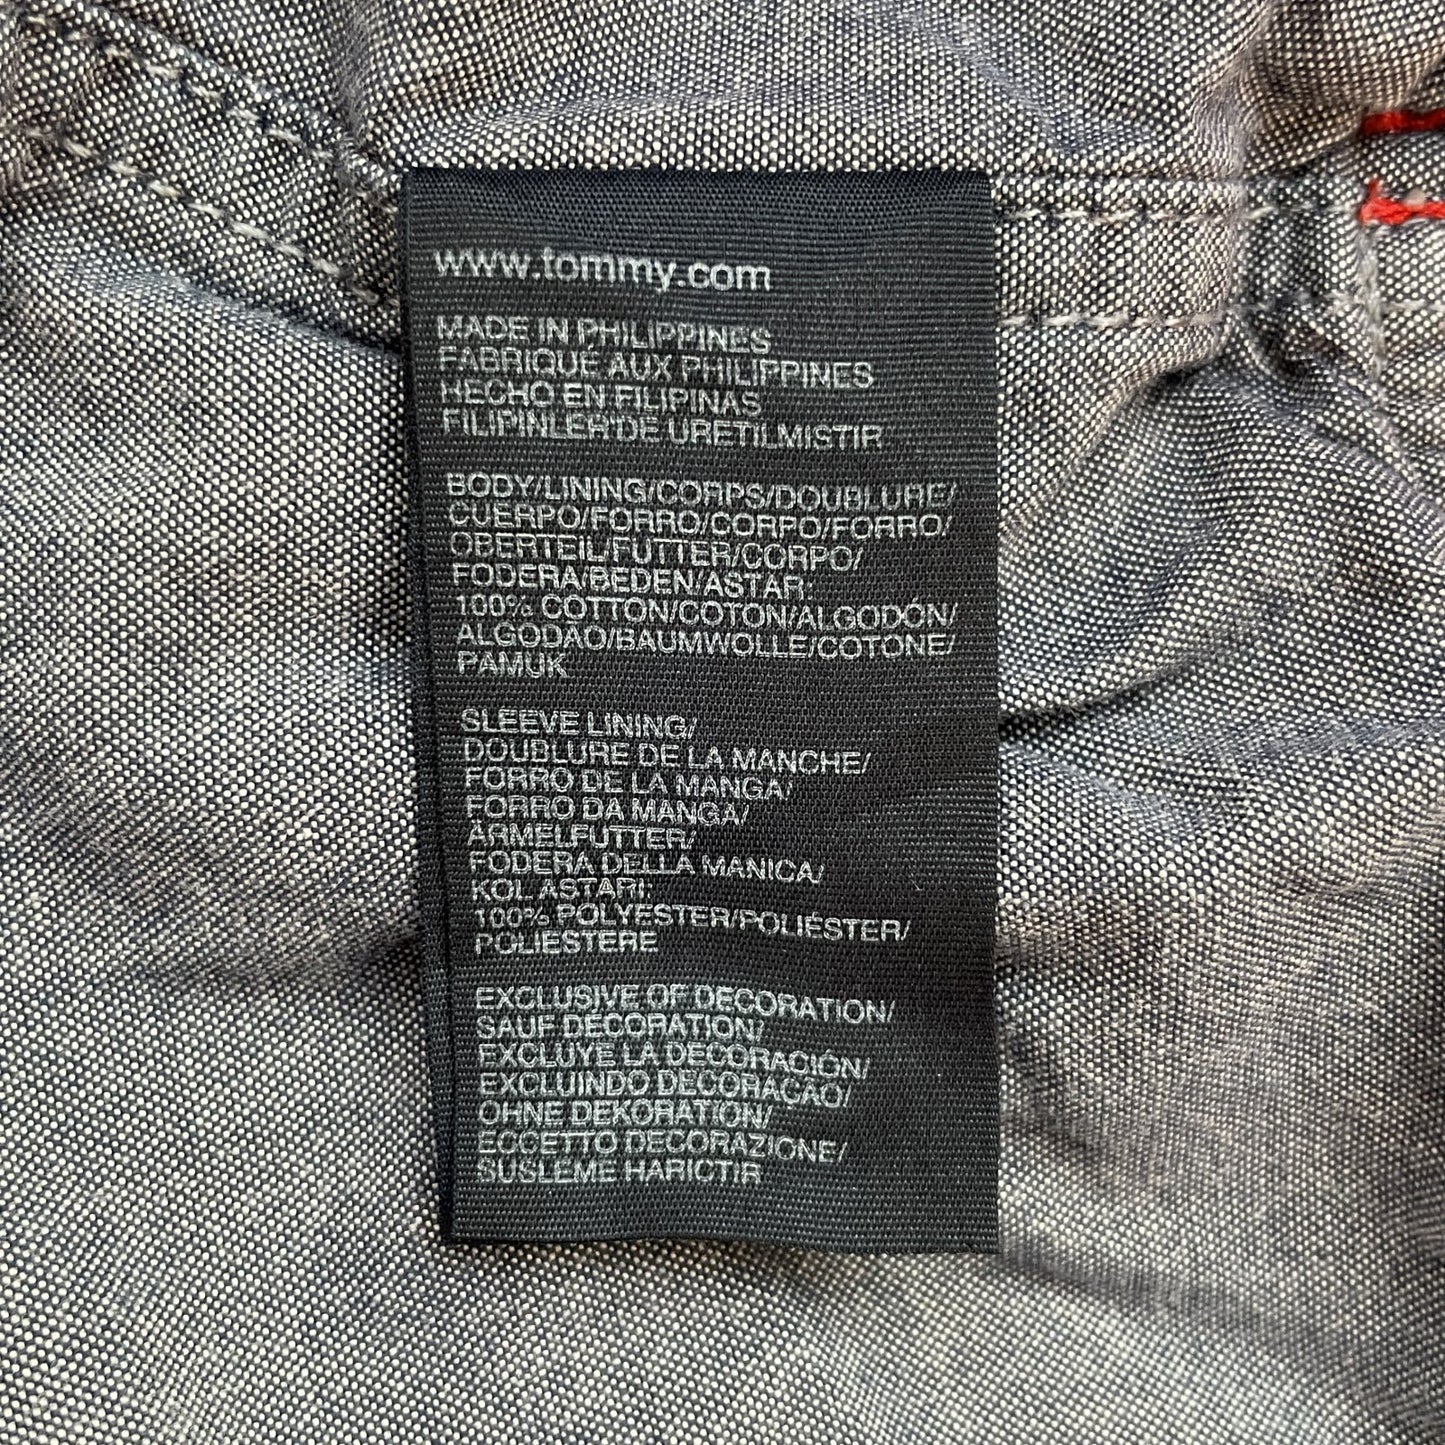 www.tommy.com
MADE IN PHILIPPINES
FABRIQUÉ AUX PHILIPPINES
HECHO EN FILIPINAS
FILIPINLER'DE URETILMISTIR
BODY/LINING/CORPS/DOUBLURE/
CUERPO/FORRO/CORPO/FORRO/
OBERTEIL/FUTTER/CORPO/
FODERA/BEDEN/ASTAR:
100% COTTON/COTON/ALGODÓN/
ALGODAO/BAUMWOLLE/COTONE/
PAMUK
SLEEVE LINING/
DOUBLURE DE LA MANCHE/
FORRO DE LA MANGA/
FORRO DA MANGA/
ÄRMELFUTTER/
FODERA DELLA MANICA/
KOL ASTARI:
100% POLYESTER/POLIÉSTER/
POLIESTERE
EXCLUSIVE OF DECORATION/
SAUF DÉCORATION/
EXCLUYE LA DECORACIÓN/
EXCLUINDO DECORAÇAO/
OHNE DEKORATION/
ECCETTO DECORAZIONE/
SUSLEME HARICTIR